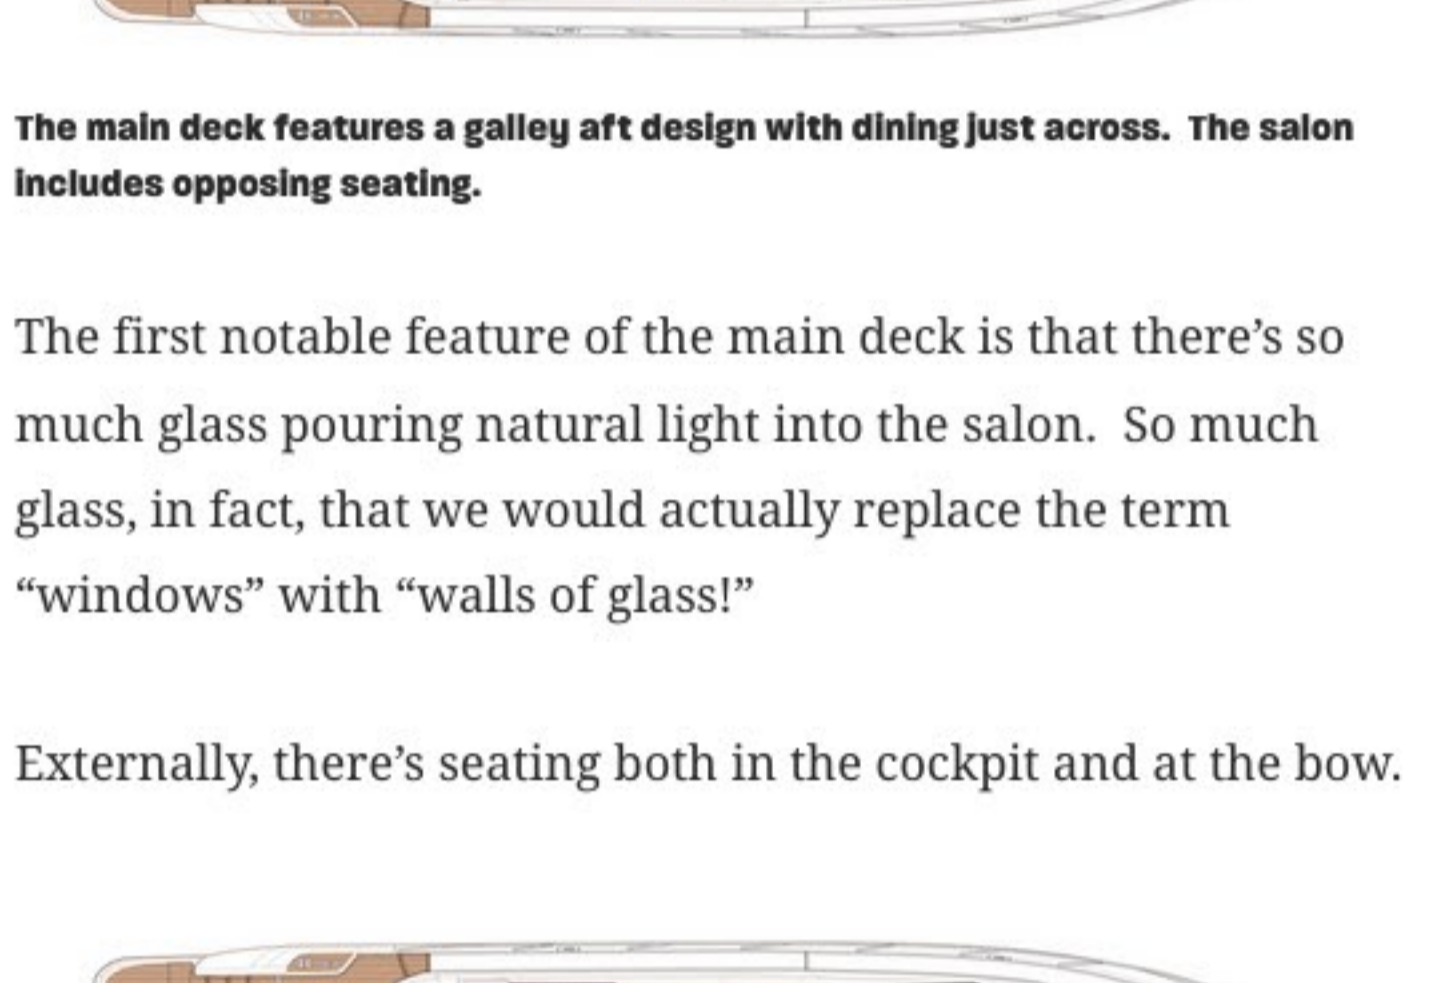 The main deck features a galley aft design with dining just across.  The salon
includes opposing seating.
The first notable feature of the main deck is that there’s so
much glass pouring natural light into the salon.  So much
glass, in fact, that we would actually replace the term
“windows” with “walls of glass!”
Externally, there’s seating both in the cockpit and at the bow.